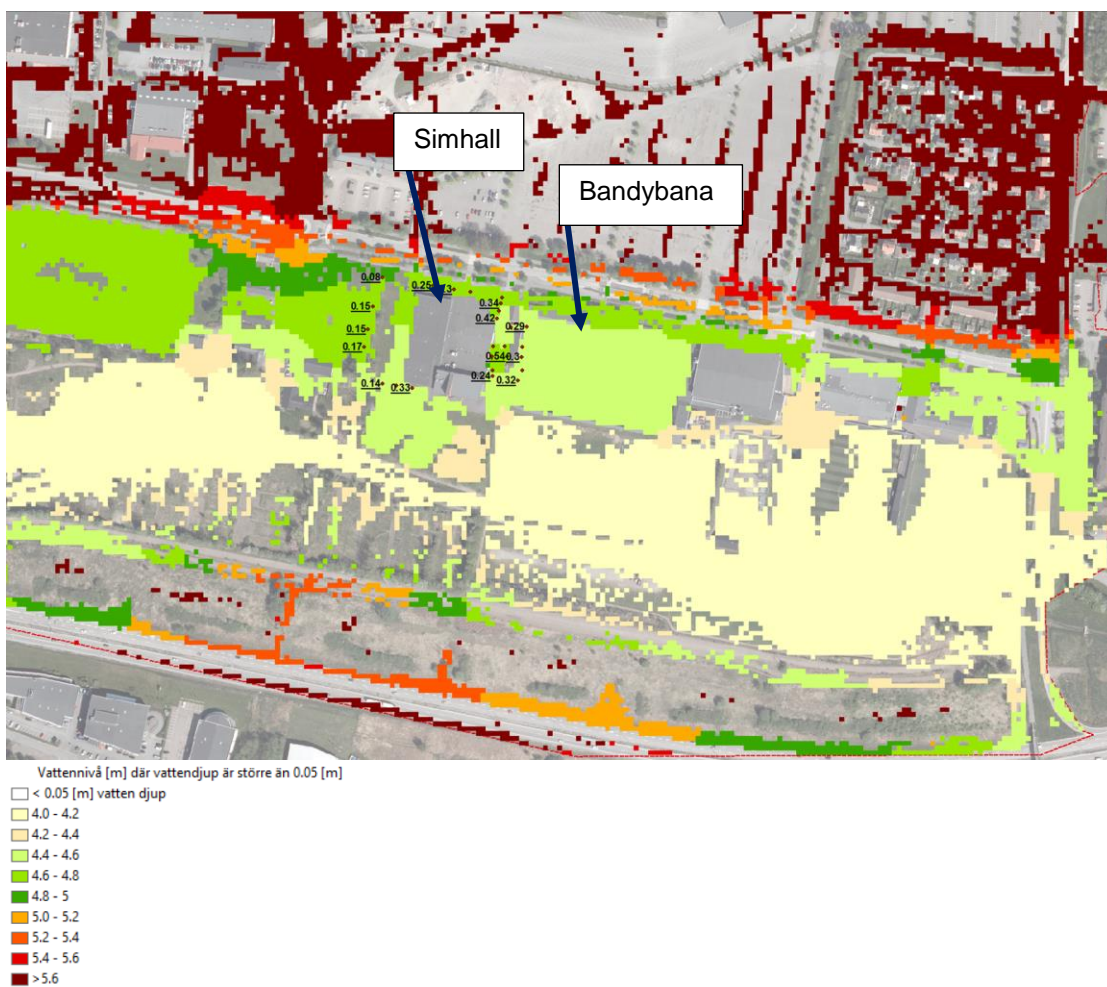 Simhall
Bandybana
0.08
0.25
0.15
0.34
0.42
0.15
0.29
0.17
0.54
0.3
0.14
0.33
0.24
0.32
Vattennivå [m] där vattendjup är större än 0.05 [m]
< 0.05 [m] vatten djup
4.0 - 4.2
4.2 - 4.4
4.4 - 4.6
4.6 - 4.8
4.8 - 5
5.0 - 5.2
5.2 - 5.4
5.4 - 5.6
>5.6